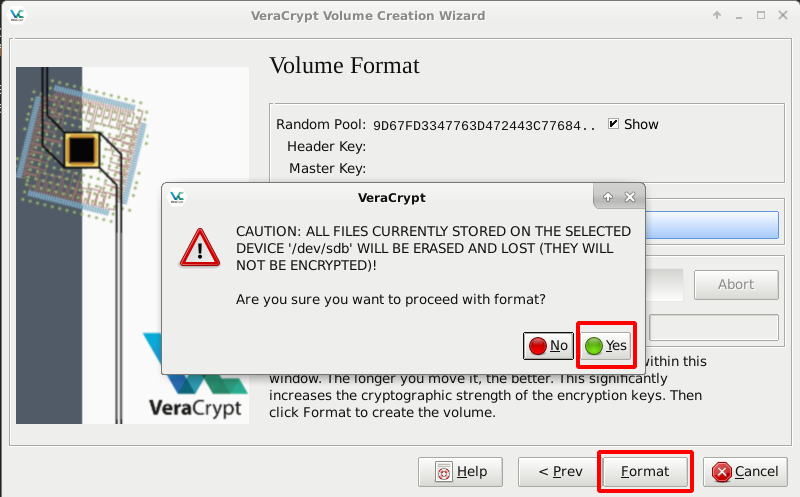 VeraCrypt Volume Creation Wizard
Volume Format
Random Pool: 9D67FD3347763D472443C77684.. Show
Header Key:
Master Key:
VeraCrypt
CAUTION: ALL FILES CURRENTLY STORED ON THE SELECTED
DEVICE '/dev/sdb' WILL BE ERASED AND LOST (THEY WILL
NOT BE ENCRYPTED)!
Are you sure you want to proceed with format?
No Yes
Abort
within this
window. The longer you move it, the better. This significantly
increases the cryptographic strength of the encryption keys. Then
click Format to create the volume.
VeraCrypt
Help < Prev Format Cancel